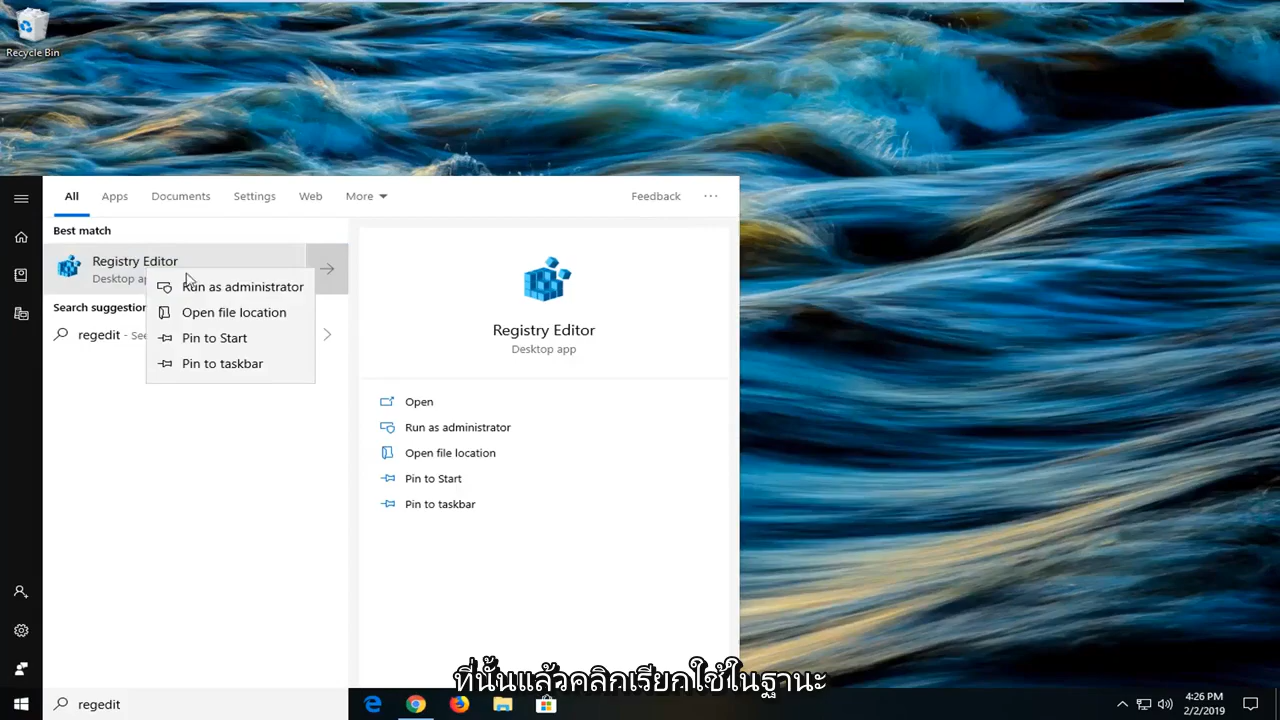 Recycle Bin
All Apps Documents Settings Web More Feedback ...
Best match
Registry Editor
Desktop ap
Run as administrator
Open file location
Pin to Start
Pin to taskbar
Search suggestion
regedit - See
Registry Editor
Desktop app
Open
Run as administrator
Open file location
Pin to Start
Pin to taskbar
ที่นั้นแล้วคลิกเรียกใช้ในฐานะ
regedit
4:26 PM
2/2/2019